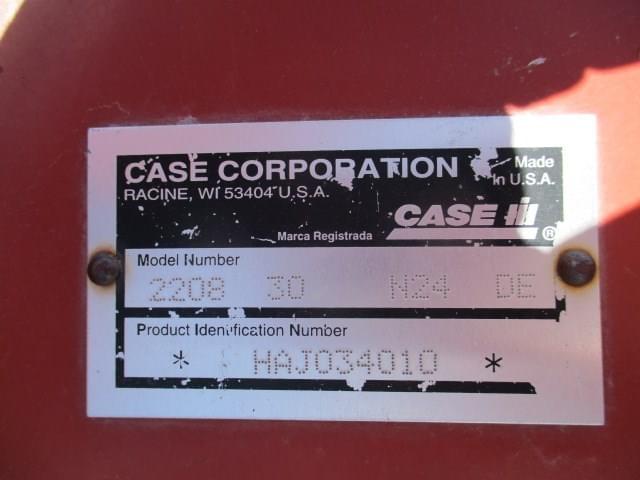 CASE CORPORATION
Made
in U.S.A.
RACINE, WI 53404 U.S.A.
CASE IH
Marca Registrada ®
Model Number
2208 30 N24 DE
Product Identification Number
* HAJ034010 *